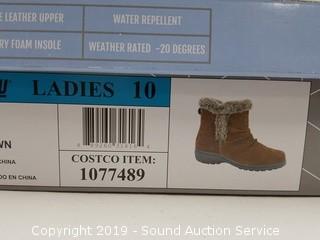 E LEATHER UPPER
WATER REPELLENT
RY FOAM INSOLE
WEATHER RATED -20 DEGREES
LADIES 10
WN
CHINA
DO EN CHINA
COSTCO ITEM:
1077489
Copyright 2019 - Sound Auction Service